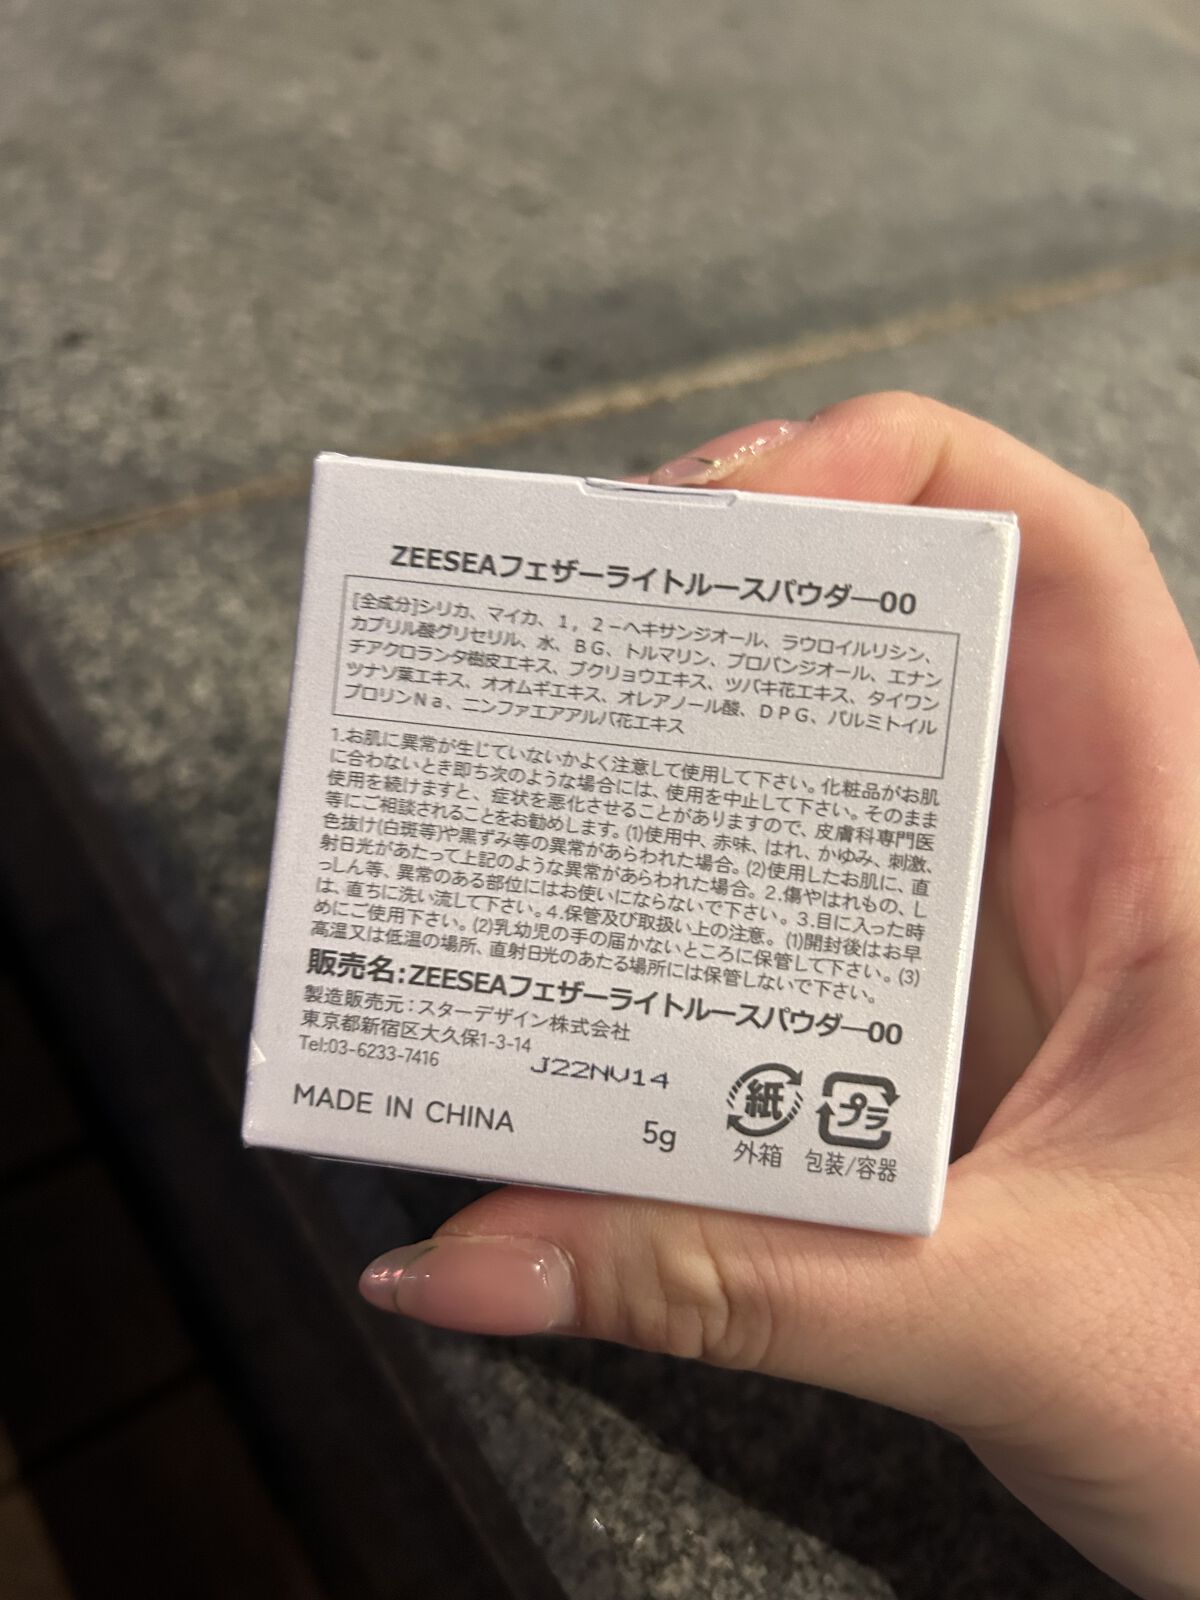 ZEESEAフェザーライトルースパウダー00
[全成分]シリカ、マイカ、１，２－ヘキサンジオール、ラウロイルリシン、
カプリル酸グリセリル、水、ＢＧ、トルマリン、プロパンジオール、エナン
チアクロランタ樹皮エキス、ブクリョウエキス、ツバキ花エキス、タイワン
ツナソ葉エキス、オオムギエキス、オレアノール酸、ＤＰＧ、パルミトイル
プロリンＮａ、ニンファエアアルバ花エキス
1.お肌に異常が生じていないかよく注意して使用して下さい。化粧品がお肌
に合わないとき即ち次のような場合には、使用を中止して下さい。そのまま
使用を続けますと、症状を悪化させることがありますので、皮膚科専門医
等にご相談されることをお勧めします。(1)使用中、赤味、はれ、かゆみ、刺激、
色抜け(白斑等)や黒ずみ等の異常があらわれた場合。(2)使用したお肌に、直
射日光があたって上記のような異常があらわれた場合。2.傷やはれもの、し
っしん等、異常のある部位にはお使いにならないで下さい。3.目に入った時
は、直ちに洗い流して下さい。4.保管及び取扱い上の注意。(1)開封後はお早
めにご使用下さい。(2)乳幼児の手の届かないところに保管して下さい。(3)
高温又は低温の場所、直射日光のあたる場所には保管しないで下さい。
販売名:ZEESEAフェザーライトルースパウダー00
製造販売元：スターデザイン株式会社
東京都新宿区大久保1-3-14
Tel:03-6233-7416
J22NV14
MADE IN CHINA
5g
紙
外箱
プラ
包装/容器